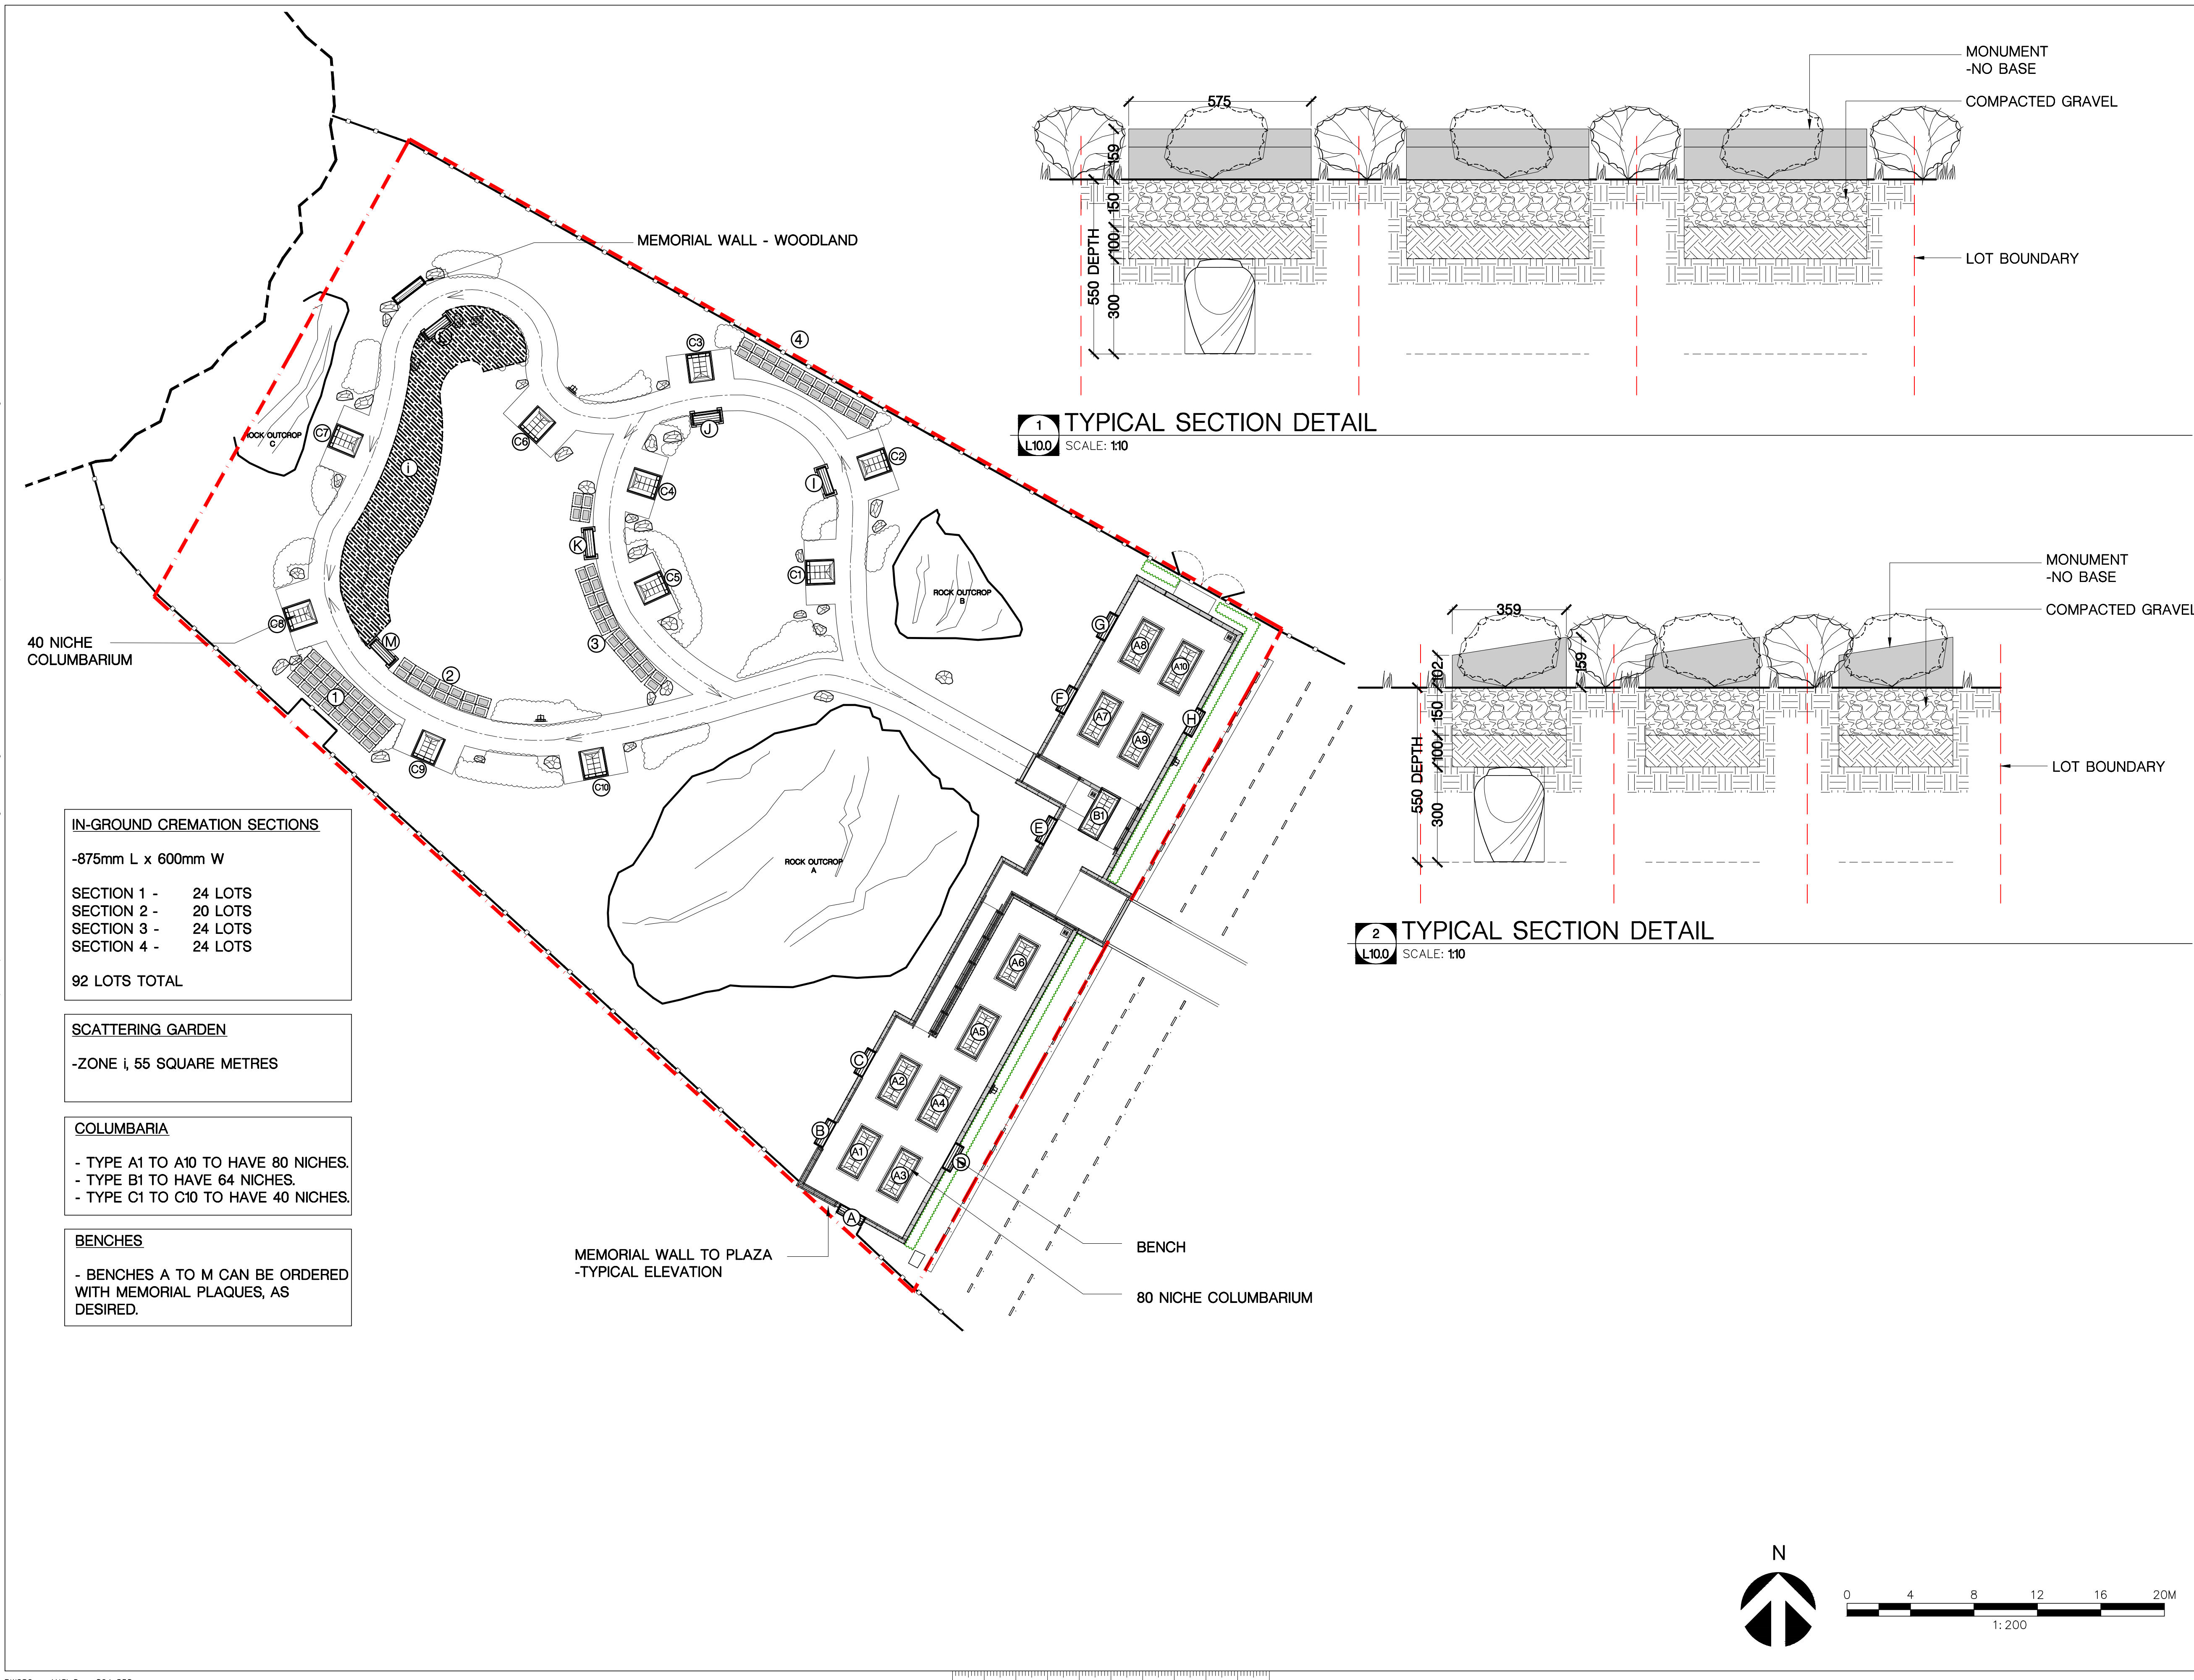 MONUMENT
-NO BASE
COMPACTED GRAVEL
LOT BOUNDARY
575
159
150
100
300
550 DEPTH
1
L10.0
TYPICAL SECTION DETAIL
SCALE: 1:10
MONUMENT
-NO BASE
COMPACTED GRAVEL
LOT BOUNDARY
359
159
102
150
100
300
550 DEPTH
2
L10.0
TYPICAL SECTION DETAIL
SCALE: 1:10
MEMORIAL WALL - WOODLAND
4
C3
J
C2
I
C6
C4
C7
ROCK OUTCROP
C
i
K
C5
C1
ROCK OUTCROP
B
C8
40 NICHE
COLUMBARIUM
M
2
1
3
C9
C10
G
A8
A10
F
A7
A9
H
B1
E
ROCK OUTCROP
A
A6
A5
C
A2
A4
B
A1
A3
D
A
MEMORIAL WALL TO PLAZA
-TYPICAL ELEVATION
BENCH
80 NICHE COLUMBARIUM
IN-GROUND CREMATION SECTIONS
-875mm L x 600mm W
SECTION 1 - 24 LOTS
SECTION 2 - 20 LOTS
SECTION 3 - 24 LOTS
SECTION 4 - 24 LOTS
92 LOTS TOTAL
SCATTERING GARDEN
-ZONE i, 55 SQUARE METRES
COLUMBARIA
- TYPE A1 TO A10 TO HAVE 80 NICHES.
- TYPE B1 TO HAVE 64 NICHES.
- TYPE C1 TO C10 TO HAVE 40 NICHES.
BENCHES
- BENCHES A TO M CAN BE ORDERED
WITH MEMORIAL PLAQUES, AS
DESIRED.
N
0 4 8 12 16 20M
1:200